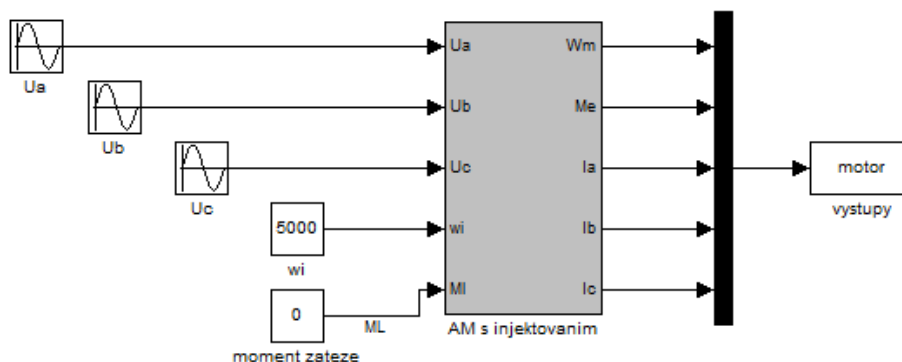 Ua
Ub
Uc
5000
wi
0
moment zateze
ML
Ua
Ub
Uc
wi
Ml
Wm
Me
Ia
Ib
Ic
AM s injektovanim
motor
vystupy